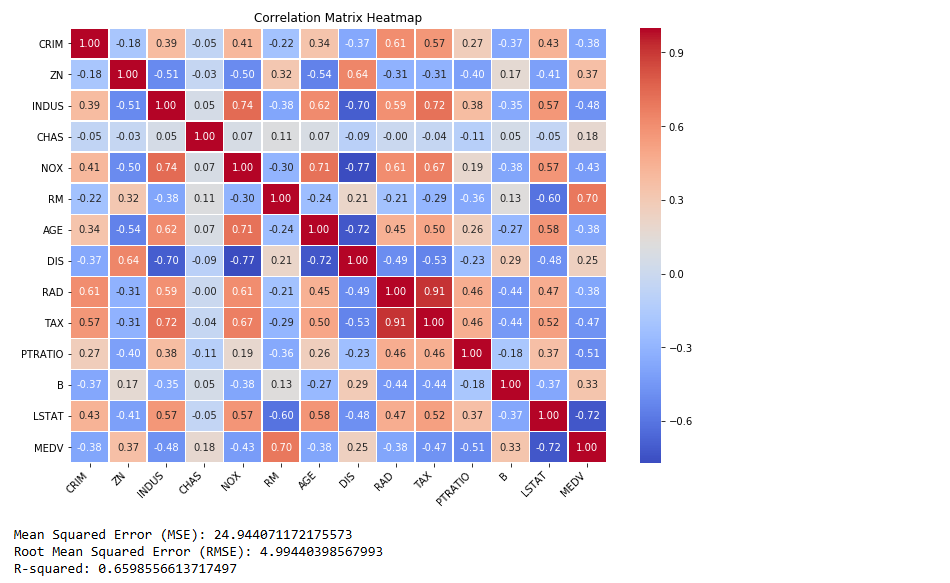 Correlation Matrix Heatmap
CRIM 1.00 -0.18 0.39 -0.05 0.41 -0.22 0.34 -0.37 0.61 0.57 0.27 -0.37 0.43 -0.38
ZN -0.18 1.00 -0.51 -0.03 -0.50 0.32 -0.54 0.64 -0.31 -0.31 -0.40 0.17 -0.41 0.37
INDUS 0.39 -0.51 1.00 0.05 0.74 -0.38 0.62 -0.70 0.59 0.72 0.38 -0.35 0.57 -0.48
CHAS -0.05 -0.03 0.05 1.00 0.07 0.11 0.07 -0.09 -0.00 -0.04 -0.11 0.05 -0.05 0.18
NOX 0.41 -0.50 0.74 0.07 1.00 -0.30 0.71 -0.77 0.61 0.67 0.19 -0.38 0.57 -0.43
RM -0.22 0.32 -0.38 0.11 -0.30 1.00 -0.24 0.21 -0.21 -0.29 -0.36 0.13 -0.60 0.70
AGE 0.34 -0.54 0.62 0.07 0.71 -0.24 1.00 -0.72 0.45 0.50 0.26 -0.27 0.58 -0.38
DIS -0.37 0.64 -0.70 -0.09 -0.77 0.21 -0.72 1.00 -0.49 -0.53 -0.23 0.29 -0.48 0.25
RAD 0.61 -0.31 0.59 -0.00 0.61 -0.21 0.45 -0.49 1.00 0.91 0.46 -0.44 0.47 -0.38
TAX 0.57 -0.31 0.72 -0.04 0.67 -0.29 0.50 -0.53 0.91 1.00 0.46 -0.44 0.52 -0.47
PTRATIO 0.27 -0.40 0.38 -0.11 0.19 -0.36 0.26 -0.23 0.46 0.46 1.00 -0.18 0.37 -0.51
B -0.37 0.17 -0.35 0.05 -0.38 0.13 -0.27 0.29 -0.44 -0.44 -0.18 1.00 -0.37 0.33
LSTAT 0.43 -0.41 0.57 -0.05 0.57 -0.60 0.58 -0.48 0.47 0.52 0.37 -0.37 1.00 -0.72
MEDV -0.38 0.37 -0.48 0.18 -0.43 0.70 -0.38 0.25 -0.38 -0.47 -0.51 0.33 -0.72 1.00
CRIM ZN INDUS CHAS NOX RM AGE DIS RAD TAX PTRATIO B LSTAT MEDV
0.9
0.6
0.3
0.0
-0.3
-0.6
Mean Squared Error (MSE): 24.944071172175573
Root Mean Squared Error (RMSE): 4.99440398567993
R-squared: 0.6598556613717497